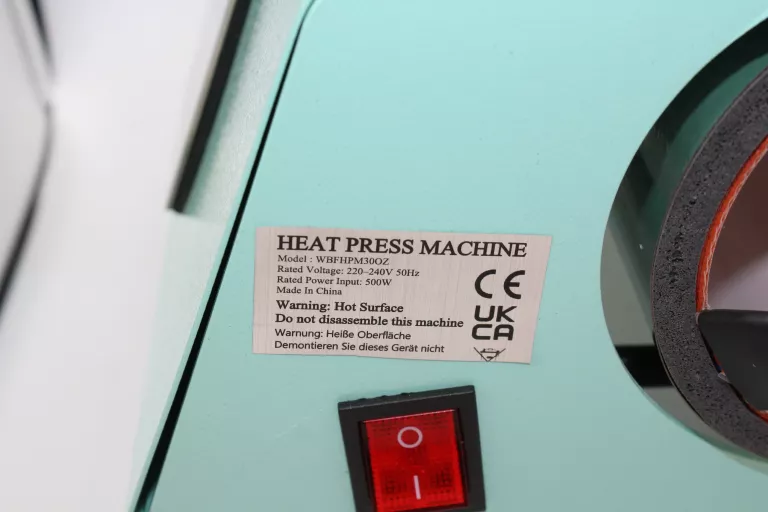 HEAT PRESS MACHINE
Model : WBFHPM30OZ
Rated Voltage: 220-240V 50Hz
Rated Power Input: 500W
Made In China
Warning: Hot Surface
Do not disassemble this machine
Warnung: Heiße Oberfläche
Demontieren Sie dieses Gerät nicht
CE
UK
CA
O
I